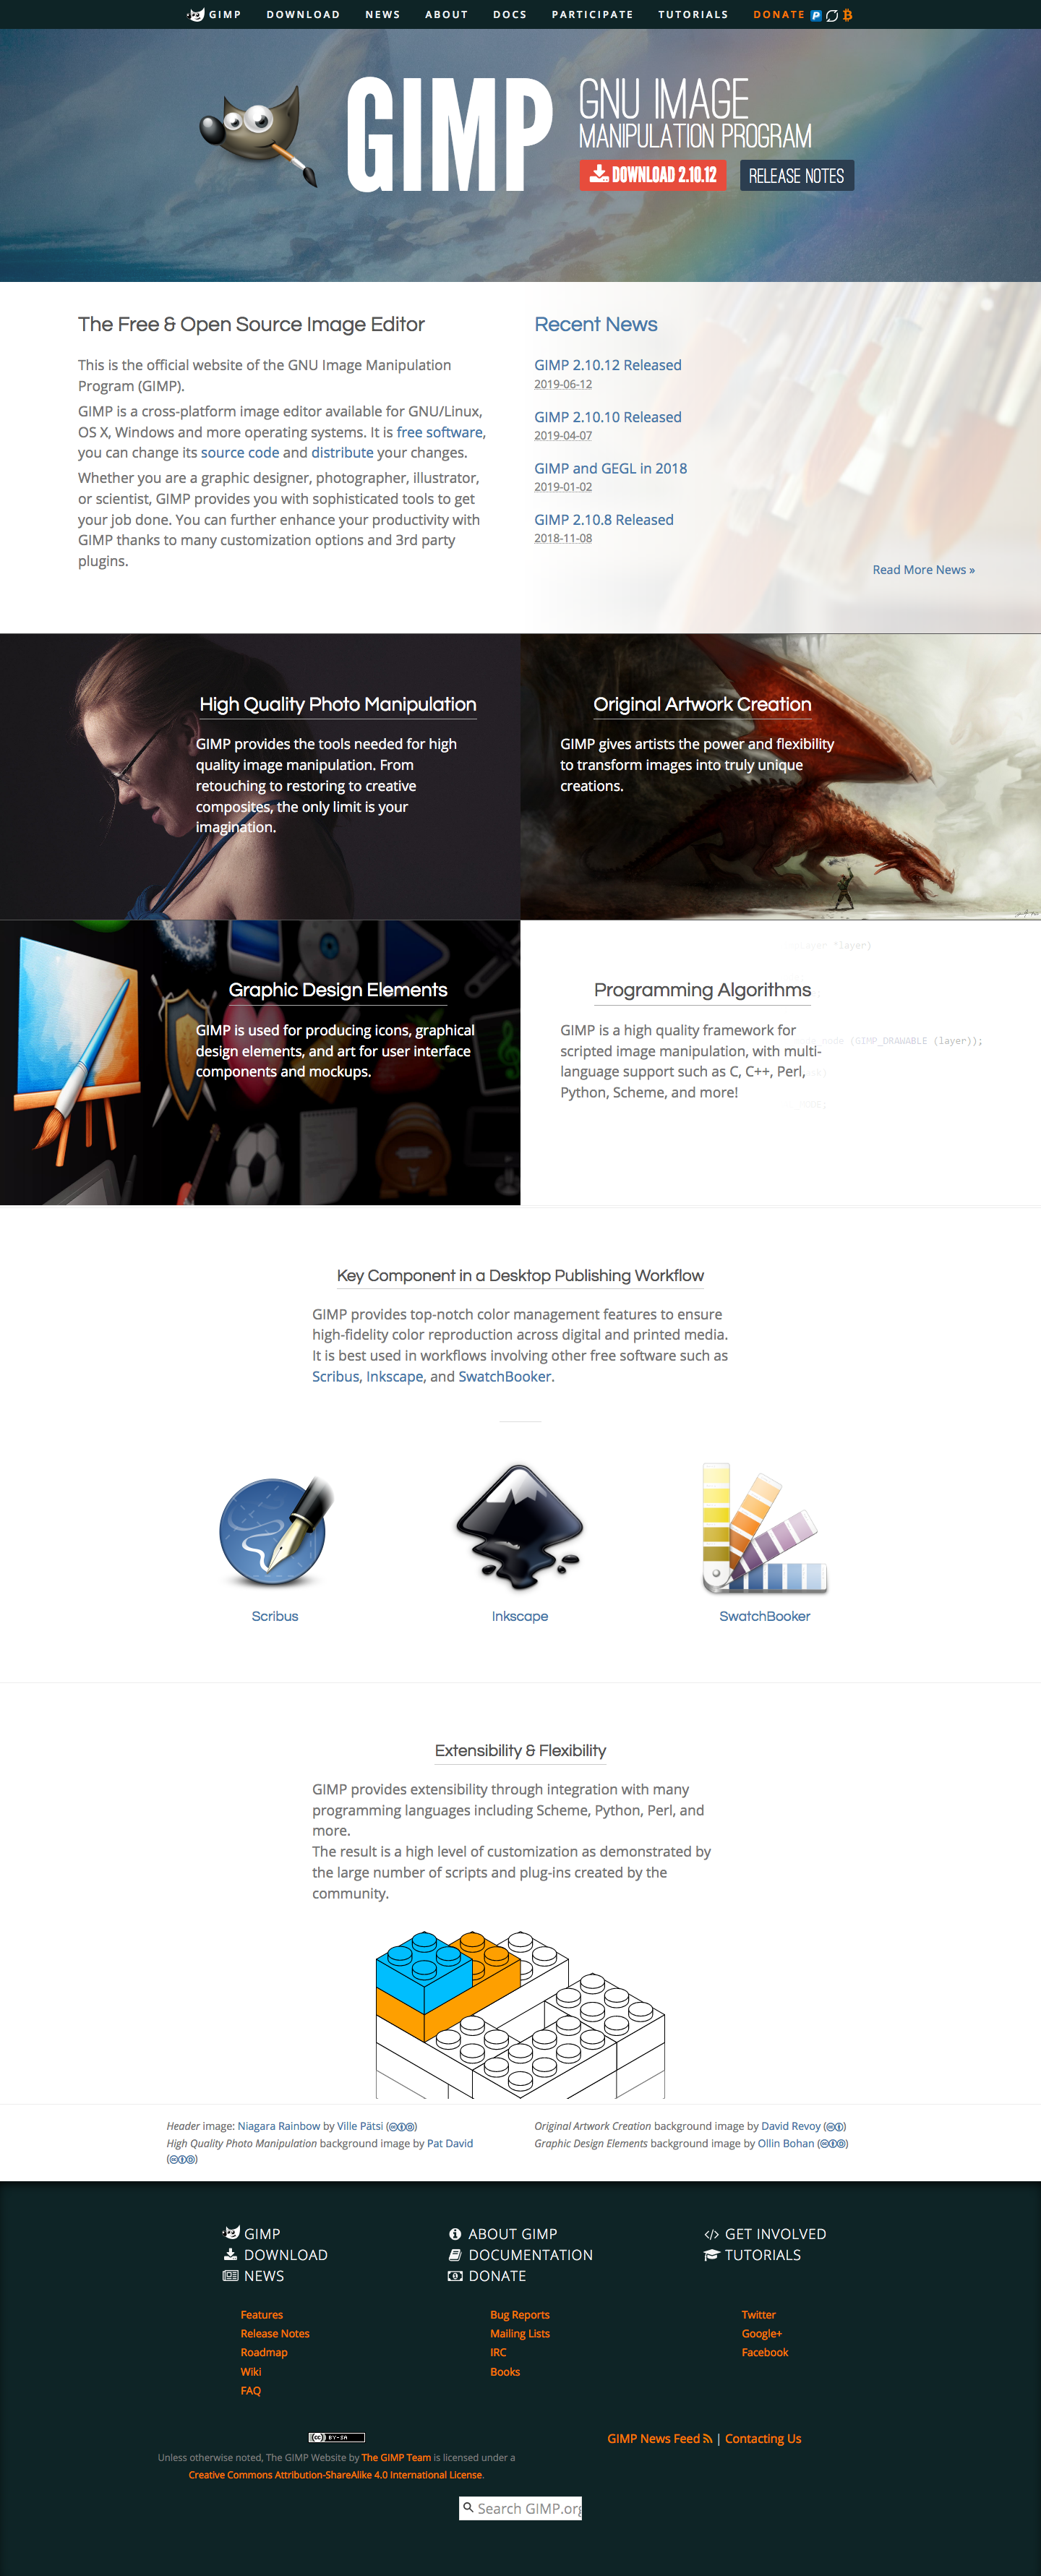 GIMP DOWNLOAD NEWS ABOUT DOCS PARTICIPATE TUTORIALS DONATE
GIMP
GNU IMAGE
MANIPULATION PROGRAM
DOWNLOAD 2.10.12
RELEASE NOTES
The Free & Open Source Image Editor
This is the official website of the GNU Image Manipulation
Program (GIMP).
GIMP is a cross-platform image editor available for GNU/Linux,
OS X, Windows and more operating systems. It is free software,
you can change its source code and distribute your changes.
Whether you are a graphic designer, photographer, illustrator,
or scientist, GIMP provides you with sophisticated tools to get
your job done. You can further enhance your productivity with
GIMP thanks to many customization options and 3rd party
plugins.
Recent News
GIMP 2.10.12 Released
2019-06-12
GIMP 2.10.10 Released
2019-04-07
GIMP and GEGL in 2018
2019-01-02
GIMP 2.10.8 Released
2018-11-08
Read More News »
High Quality Photo Manipulation
GIMP provides the tools needed for high
quality image manipulation. From
retouching to restoring to creative
composites, the only limit is your
imagination.
Original Artwork Creation
GIMP gives artists the power and flexibility
to transform images into truly unique
creations.
Graphic Design Elements
GIMP is used for producing icons, graphical
design elements, and art for user interface
components and mockups.
*layer)
Programming Algorithms
GIMP is a high quality framework for
scripted image manipulation, with multi-
language support such as C, C++, Perl,
Python, Scheme, and more!
node (GIMP_DRAWABLE (layer));
Key Component in a Desktop Publishing Workflow
GIMP provides top-notch color management features to ensure
high-fidelity color reproduction across digital and printed media.
It is best used in workflows involving other free software such as
Scribus, Inkscape, and SwatchBooker.
Scribus
Inkscape
SwatchBooker
Extensibility & Flexibility
GIMP provides extensibility through integration with many
programming languages including Scheme, Python, Perl, and
more.
The result is a high level of customization as demonstrated by
the large number of scripts and plug-ins created by the
community.
Header image: Niagara Rainbow by Ville Pätsi
High Quality Photo Manipulation background image by Pat David
Original Artwork Creation background image by David Revoy
Graphic Design Elements background image by Ollin Bohan
GIMP
DOWNLOAD
NEWS
ABOUT GIMP
DOCUMENTATION
DONATE
GET INVOLVED
TUTORIALS
Features
Release Notes
Roadmap
Wiki
FAQ
Bug Reports
Mailing Lists
IRC
Books
Twitter
Google+
Facebook
cc BY-SA
Unless otherwise noted, The GIMP Website by The GIMP Team is licensed under a
Creative Commons Attribution-ShareAlike 4.0 International License.
GIMP News Feed | Contacting Us
Search GIMP.org